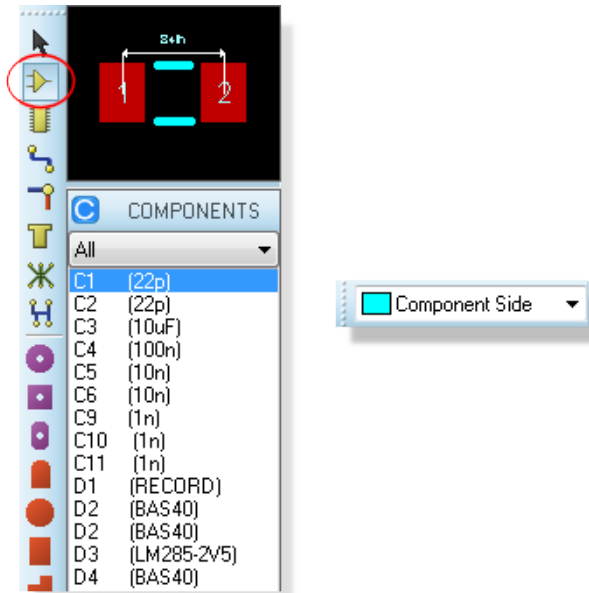 84th
1 2
C COMPONENTS
All
C1 (22p)
C2 (22p)
C3 (10uF)
C4 (100n)
C5 (10n)
C6 (10n)
C9 (1n)
C10 (1n)
C11 (1n)
D1 (RECORD)
D2 (BAS40)
D2 (BAS40)
D3 (LM285-2V5)
D4 (BAS40)
Component Side